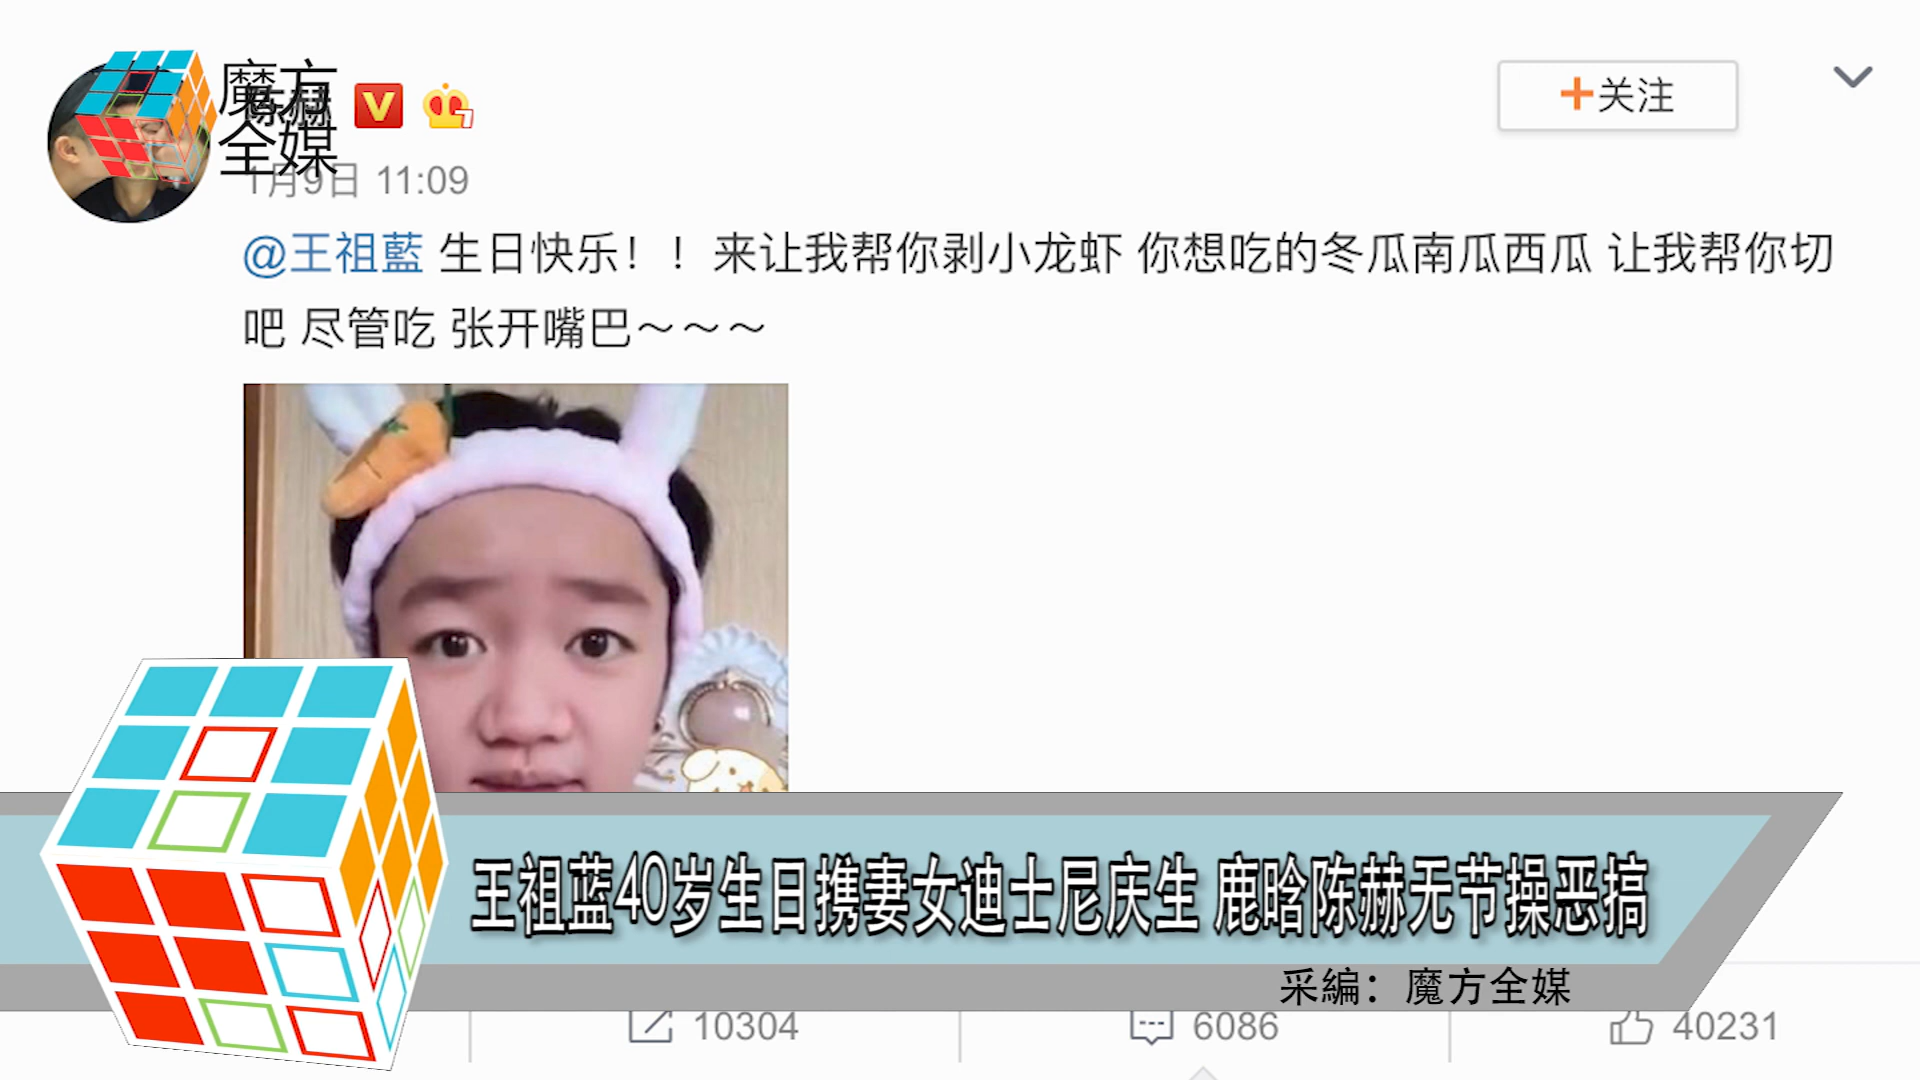 魔方
全媒
陈赫
1月9日 11:09
+关注
@王祖藍 生日快乐！！ 来让我帮你剥小龙虾 你想吃的冬瓜南瓜西瓜 让我帮你切
吧 尽管吃 张开嘴巴～～～
王祖蓝40岁生日携妻女迪士尼庆生 鹿晗陈赫无节操恶搞
采編：魔方全媒
10304
6086
40231